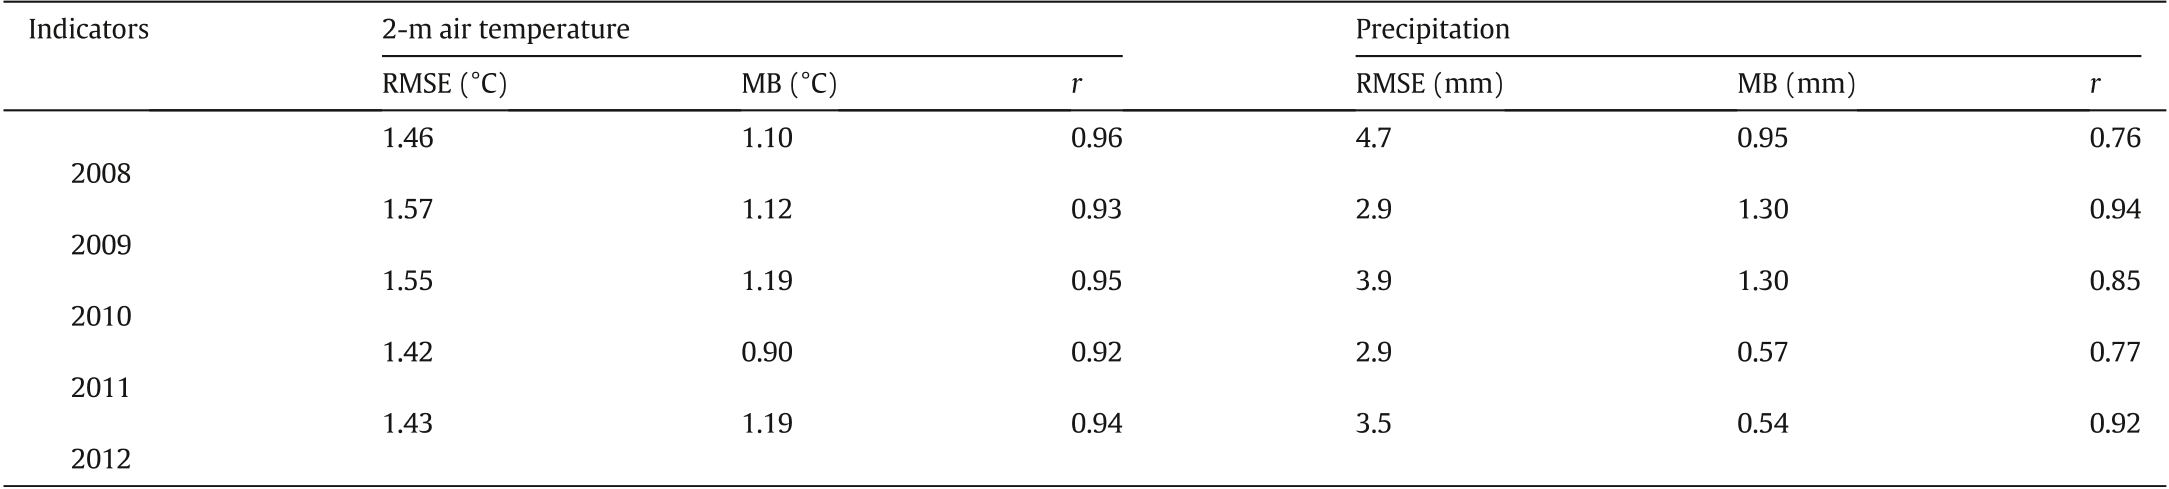 Indicators 2-m air temperature Precipitation
RMSE (°C) MB (°C) r RMSE (mm) MB (mm) r
1.46 1.10 0.96 4.7 0.95 0.76
2008
1.57 1.12 0.93 2.9 1.30 0.94
2009
1.55 1.19 0.95 3.9 1.30 0.85
2010
1.42 0.90 0.92 2.9 0.57 0.77
2011
1.43 1.19 0.94 3.5 0.54 0.92
2012